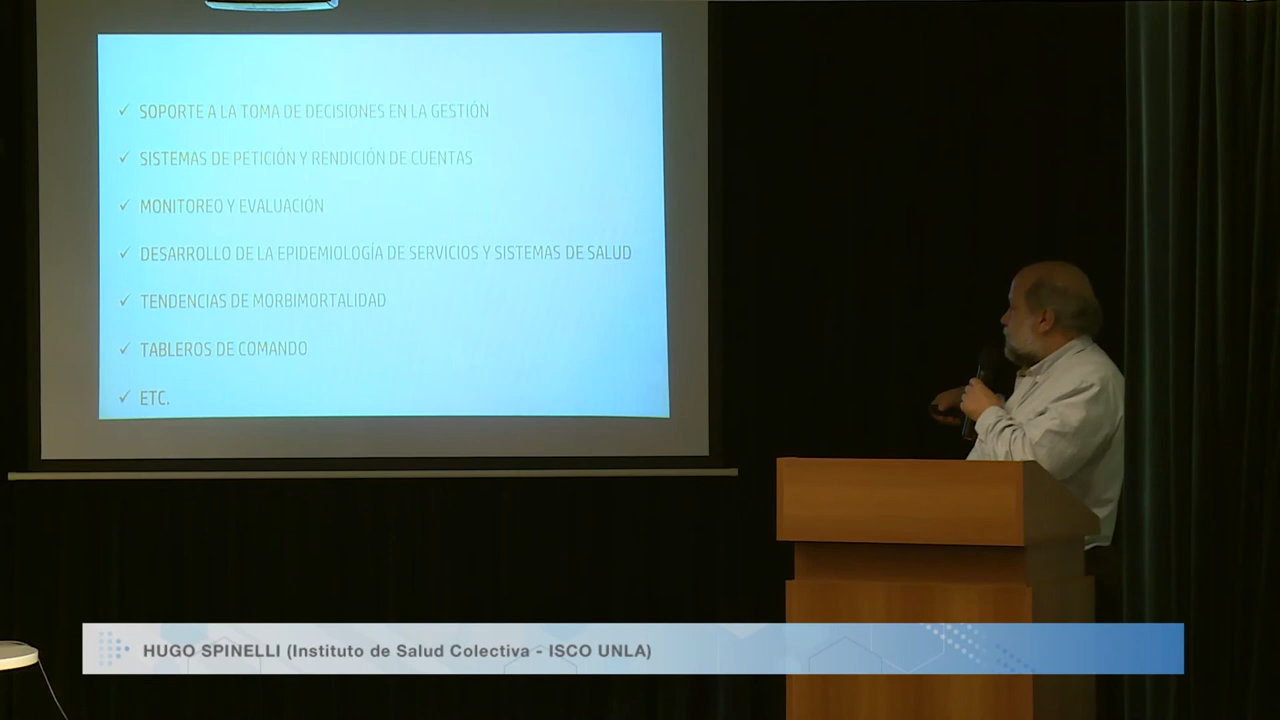 ✓ SOPORTE A LA TOMA DE DECISIONES EN LA GESTIÓN
✓ SISTEMAS DE PETICIÓN Y RENDICIÓN DE CUENTAS
✓ MONITOREO Y EVALUACIÓN
✓ DESARROLLO DE LA EPIDEMIOLOGÍA DE SERVICIOS Y SISTEMAS DE SALUD
✓ TENDENCIAS DE MORBIMORTALIDAD
✓ TABLEROS DE COMANDO
✓ ETC.
HUGO SPINELLI (Instituto de Salud Colectiva - ISCO UNLA)